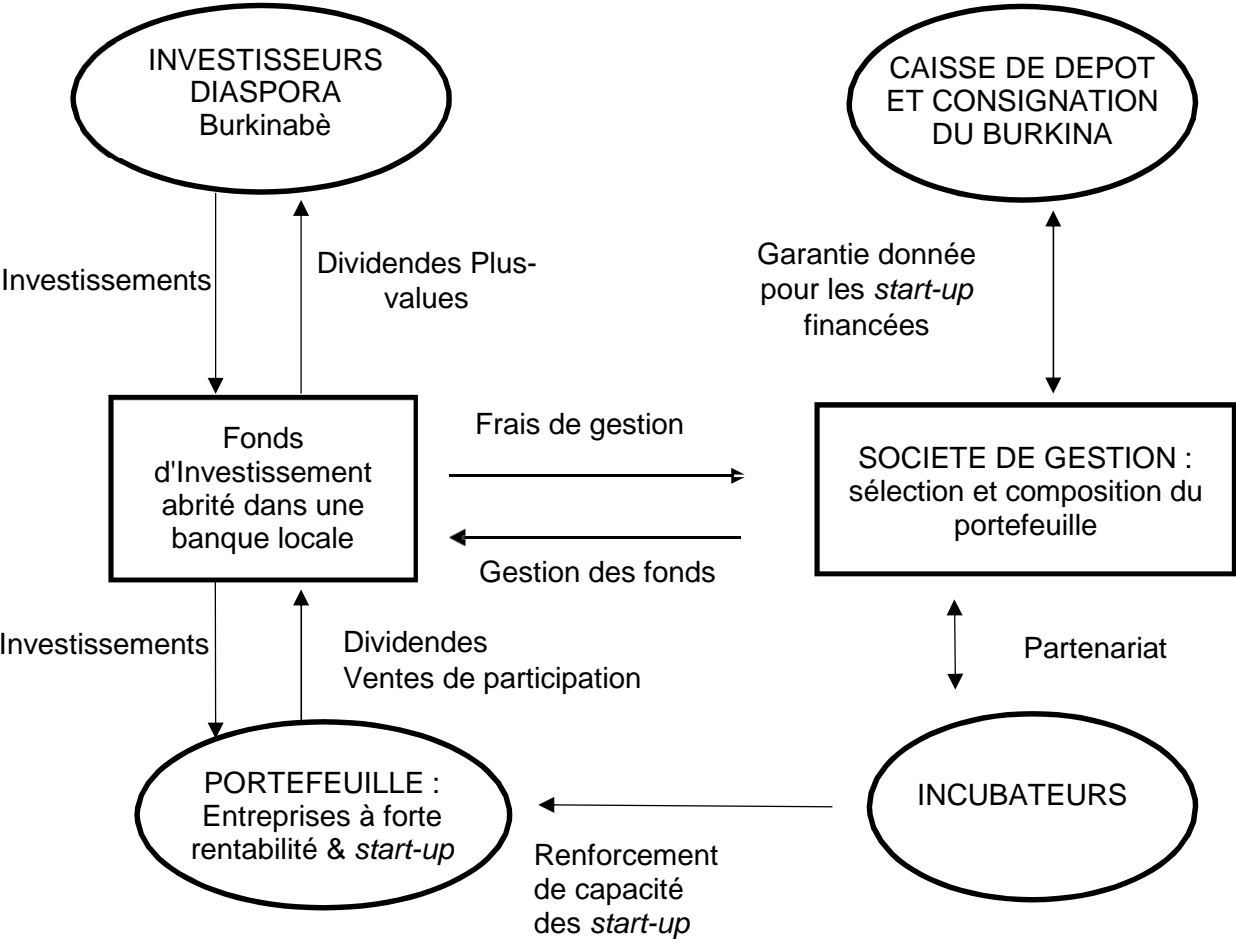 INVESTISSEURS
DIASPORA
Burkinabè
CAISSE DE DEPOT
ET CONSIGNATION
DU BURKINA
Investissements
Dividendes Plus-
values
Garantie donnée
pour les start-up
financées
Fonds
d'Investissement
abrité dans une
banque locale
Frais de gestion
Gestion des fonds
SOCIETE DE GESTION :
sélection et composition du
portefeuille
Investissements
Dividendes
Ventes de participation
Partenariat
PORTEFEUILLE :
Entreprises à forte
rentabilité & start-up
INCUBATEURS
Renforcement
de capacité
des start-up